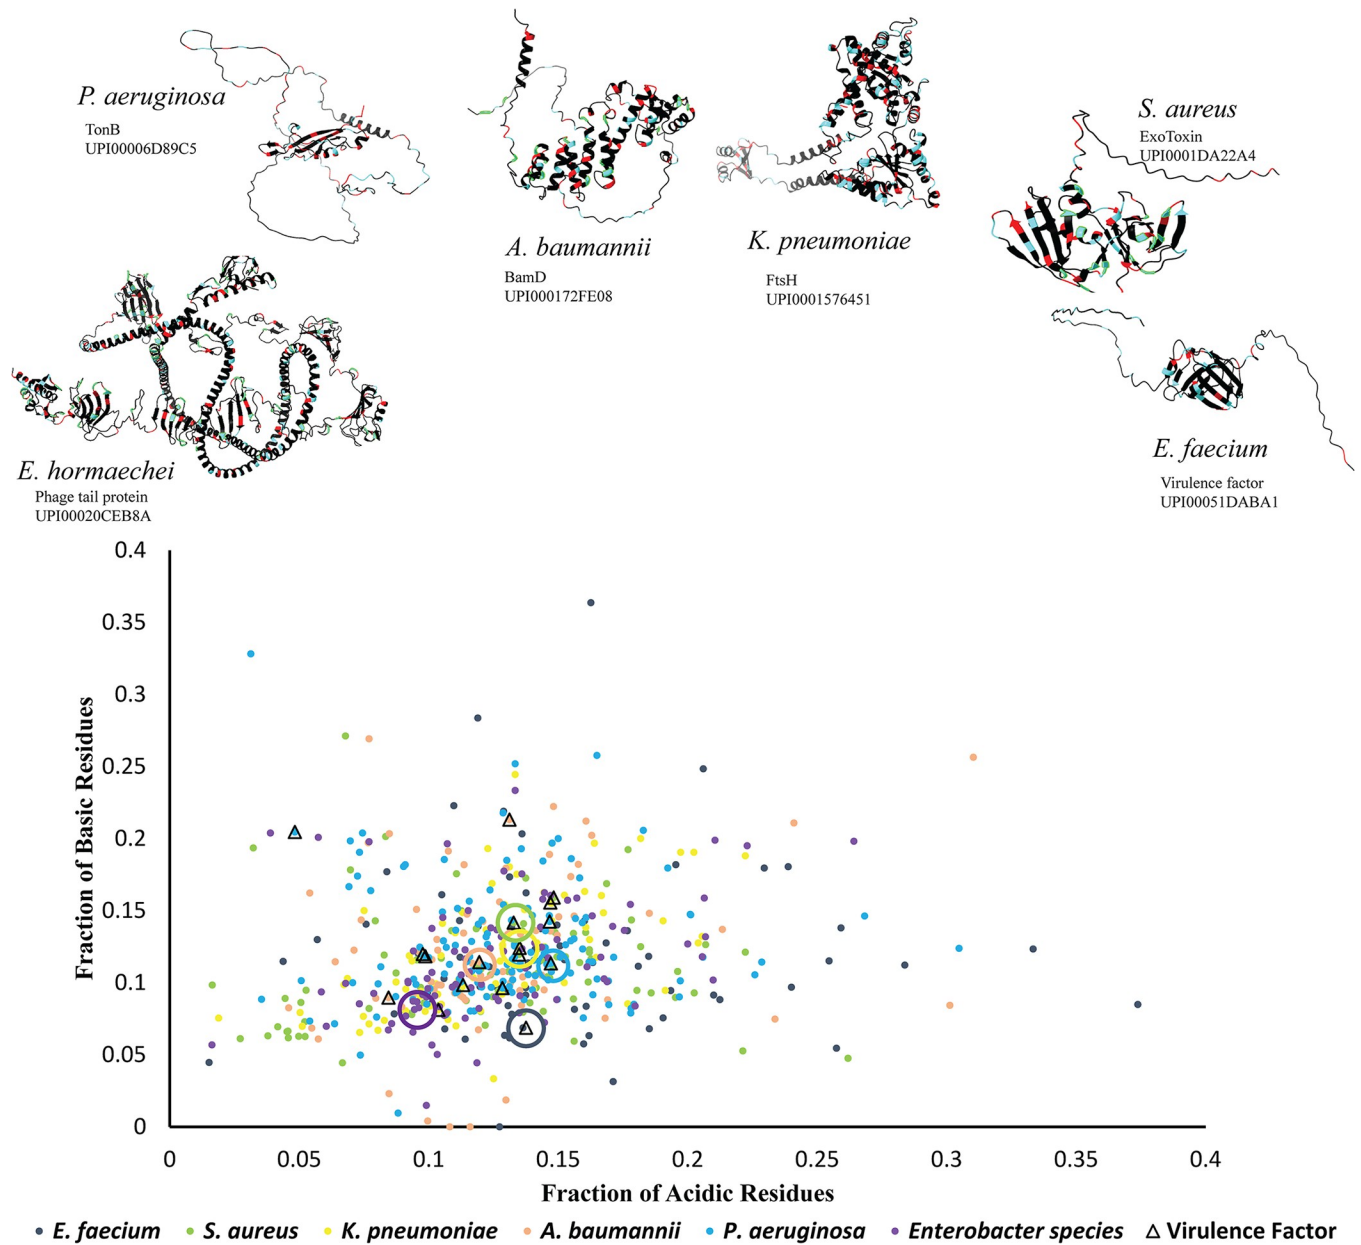 P. aeruginosa
TonB
UPI00006D89C5
A. baumannii
BamD
UPI000172FE08
K. pneumoniae
FtsH
UPI0001576451
S. aureus
ExoToxin
UPI0001DA22A4
E. hormaechei
Phage tail protein
UPI00020CEB8A
E. faecium
Virulence factor
UPI00051DABA1
0.4
0.35
0.3
0.25
0.2
0.15
0.1
0.05
0
Fraction of Basic Residues
0 0.05 0.1 0.15 0.2 0.25 0.3 0.35 0.4
Fraction of Acidic Residues
E. faecium S. aureus K. pneumoniae A. baumannii P. aeruginosa Enterobacter species Virulence Factor